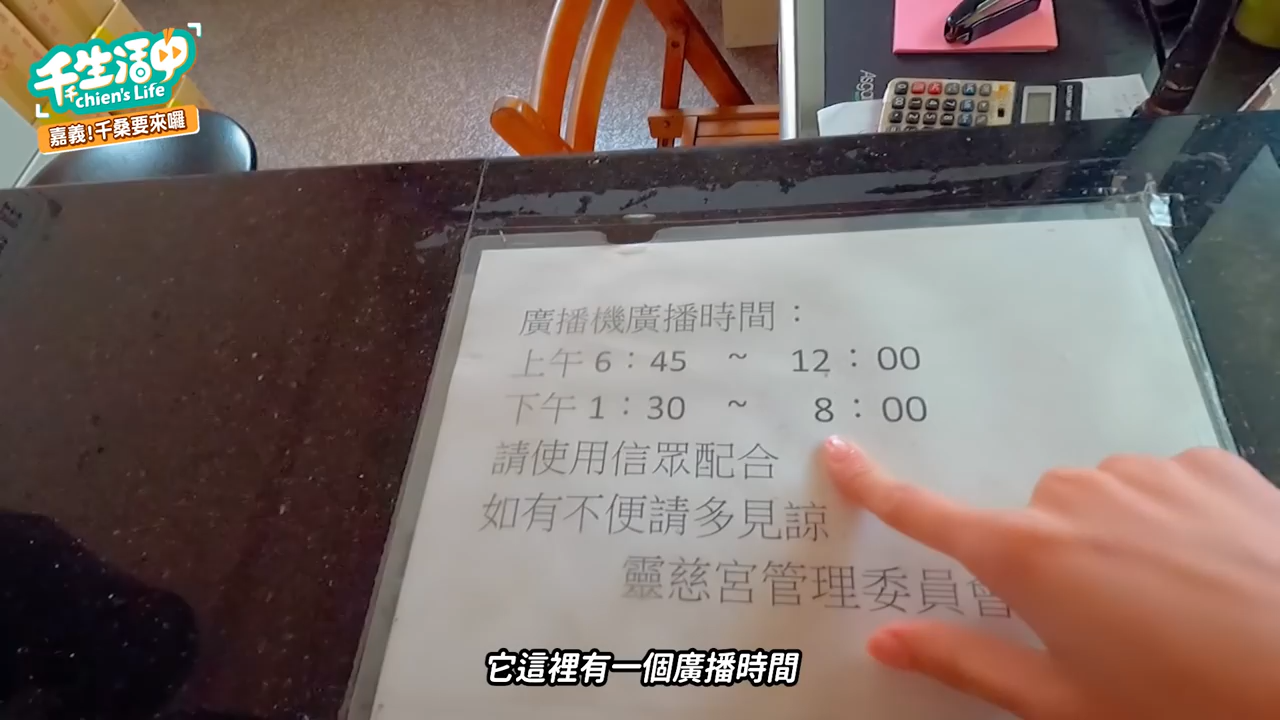 千千生活中
chien's Life
嘉義!千桑要來囉
廣播機廣播時間：
上午 6：45 ~ 12：00
下午 1：30 ~ 8：00
請使用信眾配合
如有不便請多見諒
靈慈宮管理委員會
它這裡有一個廣播時間